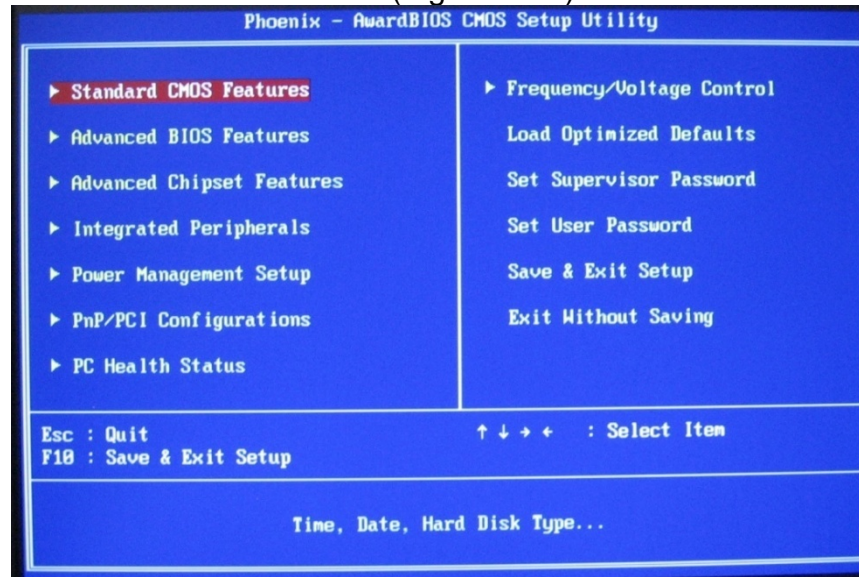 Phoenix - AwardBIOS CMOS Setup Utility
▶ Standard CMOS Features
▶ Advanced BIOS Features
▶ Advanced Chipset Features
▶ Integrated Peripherals
▶ Power Management Setup
▶ PnP/PCI Configurations
▶ PC Health Status
▶ Frequency/Voltage Control
Load Optimized Defaults
Set Supervisor Password
Set User Password
Save & Exit Setup
Exit Without Saving
Esc : Quit
F10 : Save & Exit Setup
↑ ↓ → ← : Select Item
Time, Date, Hard Disk Type...